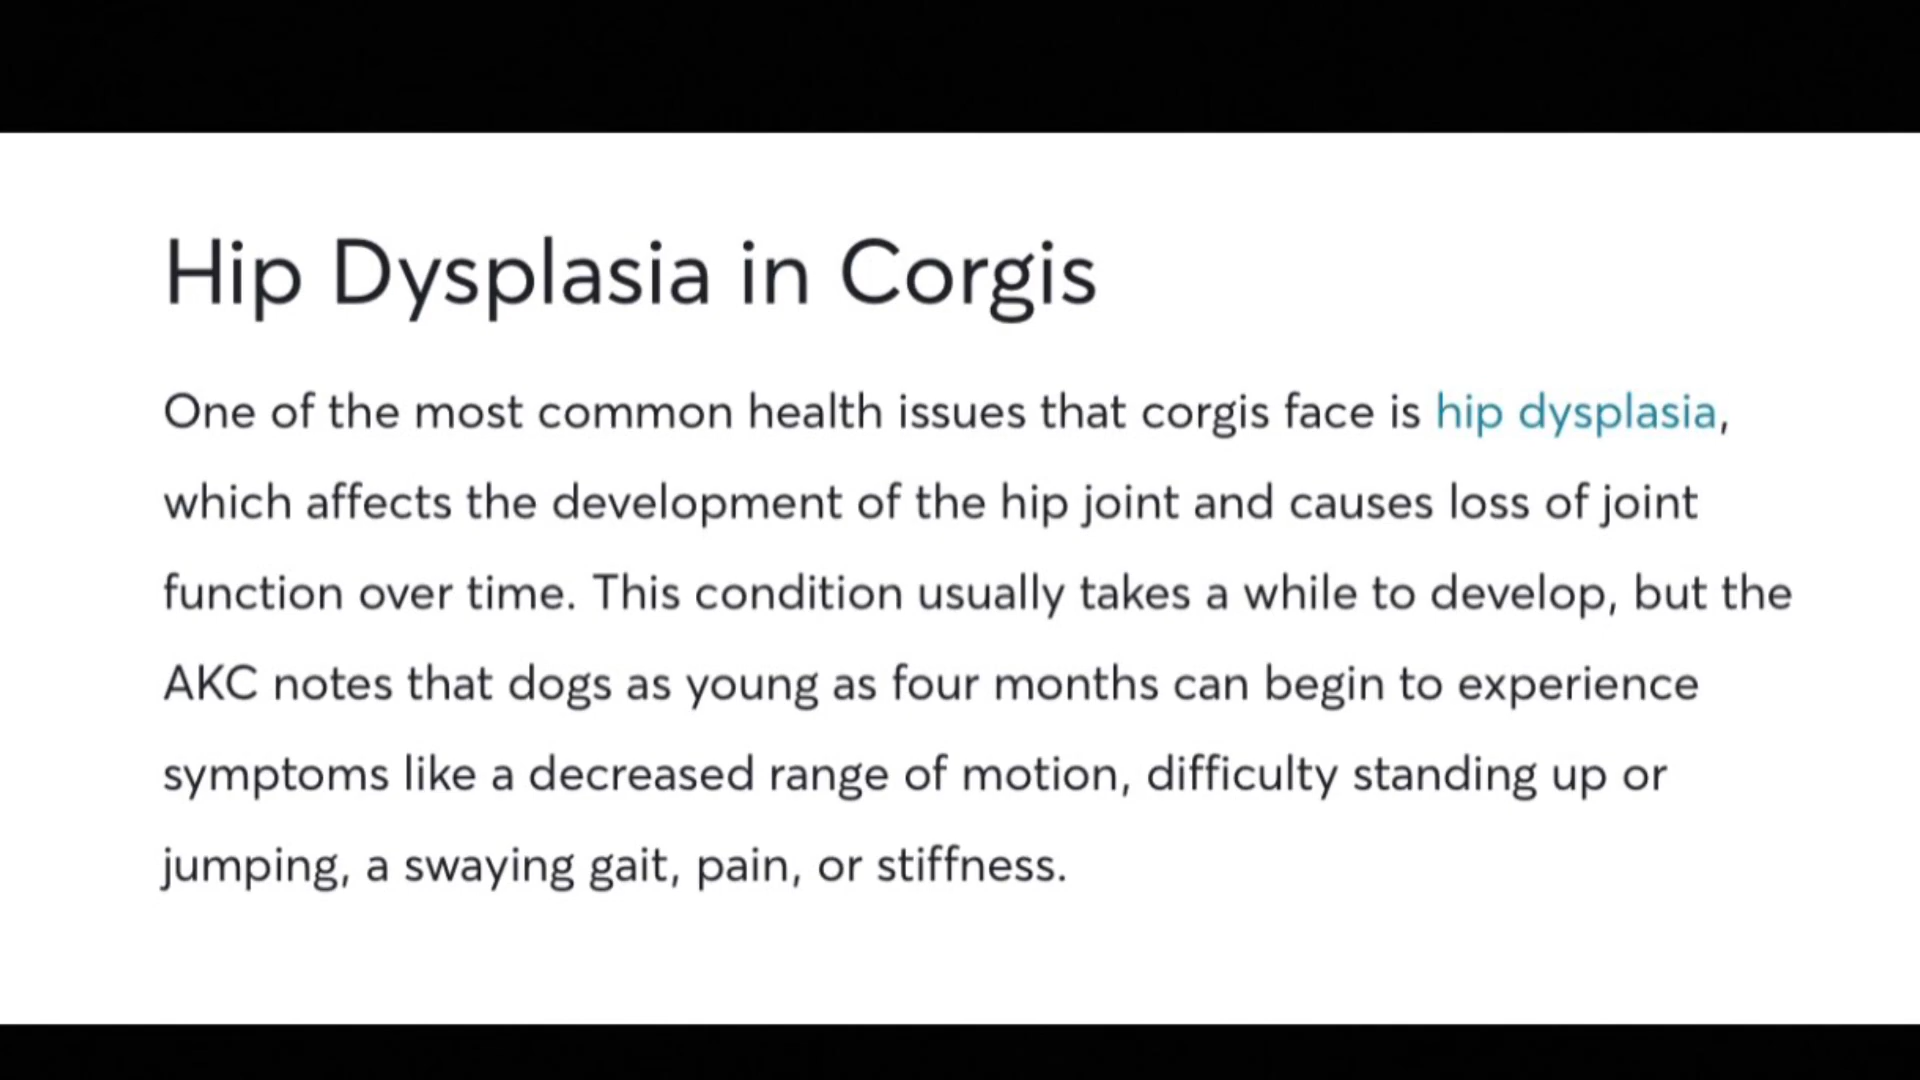 Hip Dysplasia in Corgis
One of the most common health issues that corgis face is hip dysplasia,
which affects the development of the hip joint and causes loss of joint
function over time. This condition usually takes a while to develop, but the
AKC notes that dogs as young as four months can begin to experience
symptoms like a decreased range of motion, difficulty standing up or
jumping, a swaying gait, pain, or stiffness.